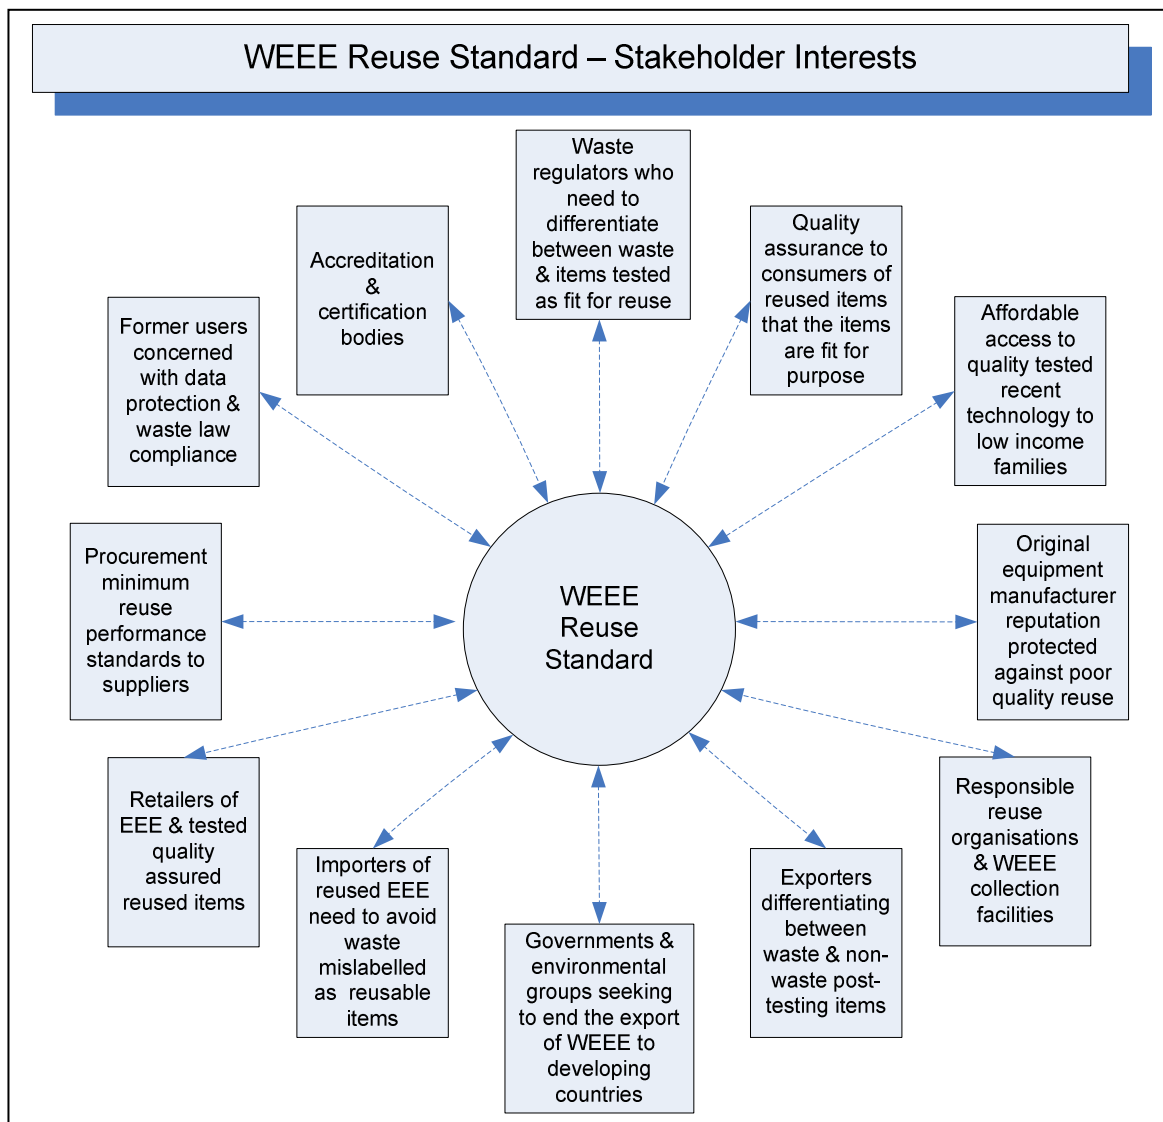 WEEE Reuse Standard – Stakeholder Interests
Waste
regulators who
need to
differentiate
between waste
& items tested
as fit for reuse
Quality
assurance to
consumers of
reused items
that the items
are fit for
purpose
Affordable
access to
quality tested
recent
technology to
low income
families
Original
equipment
manufacturer
reputation
protected
against poor
quality reuse
Responsible
reuse
organisations
& WEEE
collection
facilities
Exporters
differentiating
between
waste & non-
waste post-
testing items
Governments &
environmental
groups seeking
to end the export
of WEEE to
developing
countries
Importers of
reused EEE
need to avoid
waste
mislabelled
as reusable
items
Retailers of
EEE & tested
quality
assured
reused items
Procurement
minimum
reuse
performance
standards to
suppliers
Former users
concerned
with data
protection &
waste law
compliance
Accreditation
&
certification
bodies
WEEE
Reuse
Standard